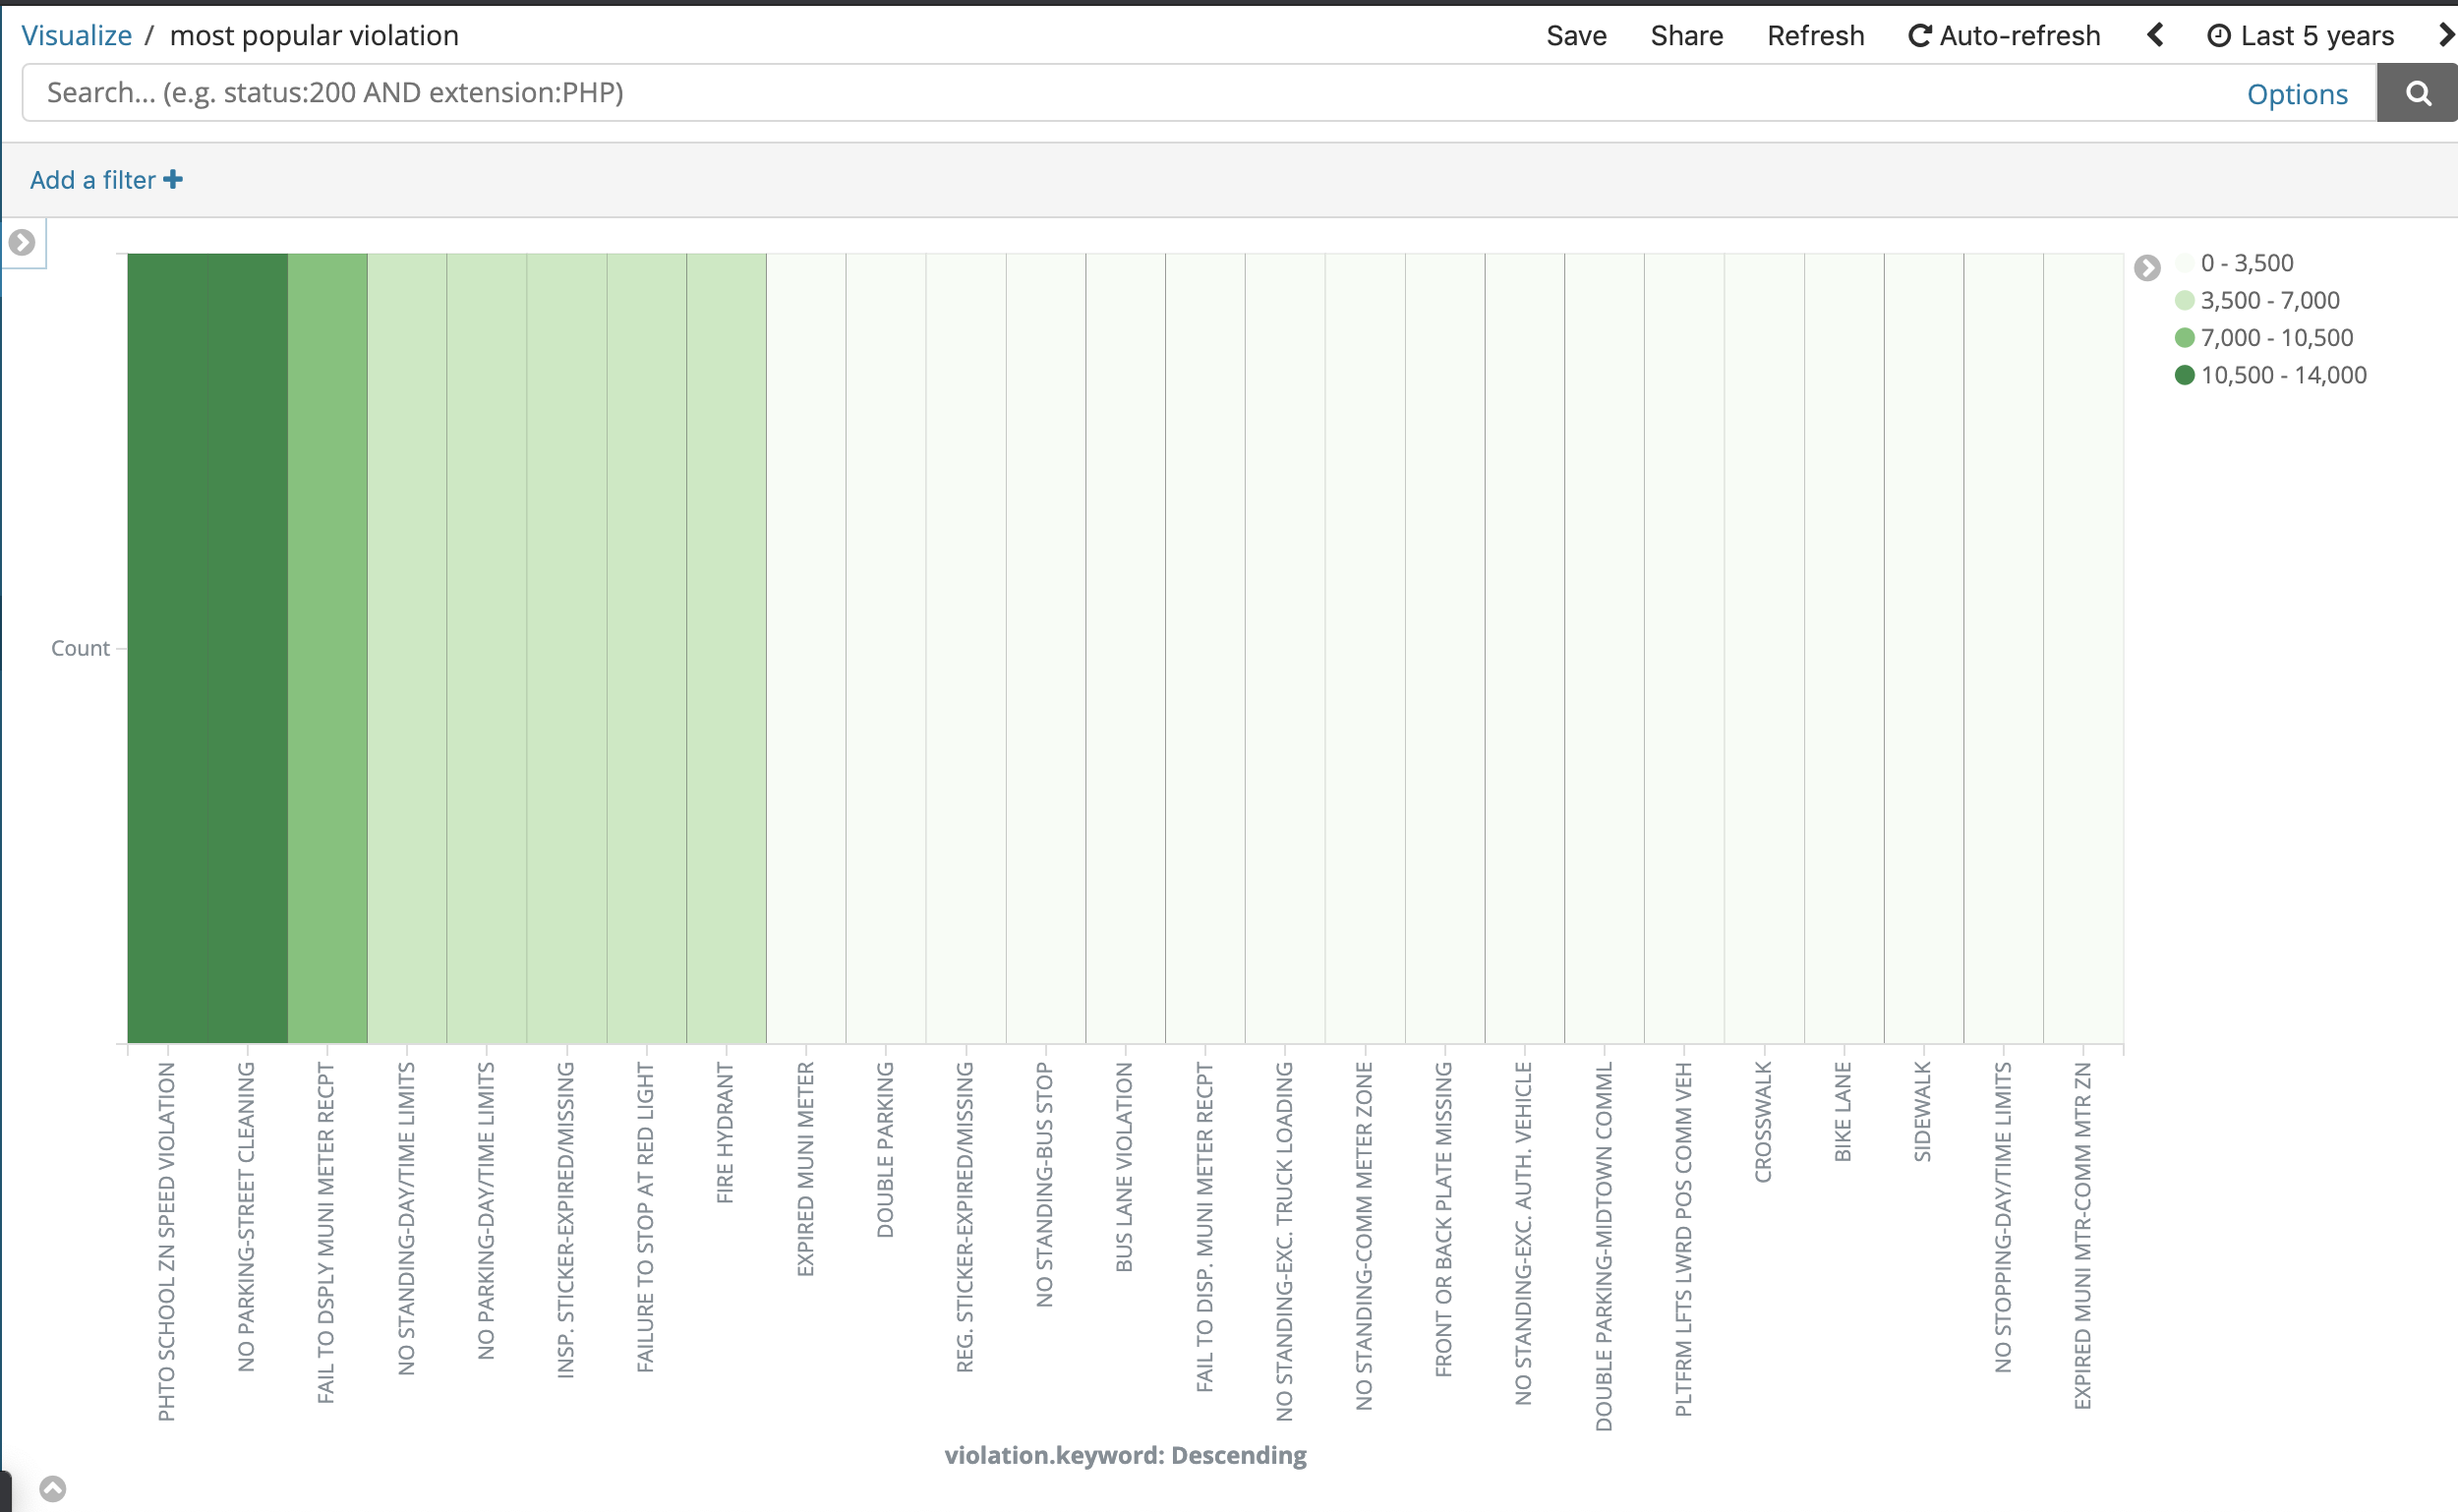 Visualize / most popular violation
Save Share Refresh Auto-refresh Last 5 years
Search... (e.g. status:200 AND extension:PHP)
Options
Add a filter
0 - 3,500
3,500 - 7,000
7,000 - 10,500
10,500 - 14,000
Count
PHTO SCHOOL ZN SPEED VIOLATION
NO PARKING-STREET CLEANING
FAIL TO DSPLY MUNI METER RECPT
NO STANDING-DAY/TIME LIMITS
NO PARKING-DAY/TIME LIMITS
INSP. STICKER-EXPIRED/MISSING
FAILURE TO STOP AT RED LIGHT
FIRE HYDRANT
EXPIRED MUNI METER
DOUBLE PARKING
REG. STICKER-EXPIRED/MISSING
NO STANDING-BUS STOP
BUS LANE VIOLATION
FAIL TO DISP. MUNI METER RECPT
NO STANDING-EXC. TRUCK LOADING
NO STANDING-COMM METER ZONE
FRONT OR BACK PLATE MISSING
NO STANDING-EXC. AUTH. VEHICLE
DOUBLE PARKING-MIDTOWN COMML
PLTFRM LFTS LWRD POS COMM VEH
CROSSWALK
BIKE LANE
SIDEWALK
NO STOPPING-DAY/TIME LIMITS
EXPIRED MUNI MTR-COMM MTR ZN
violation.keyword: Descending